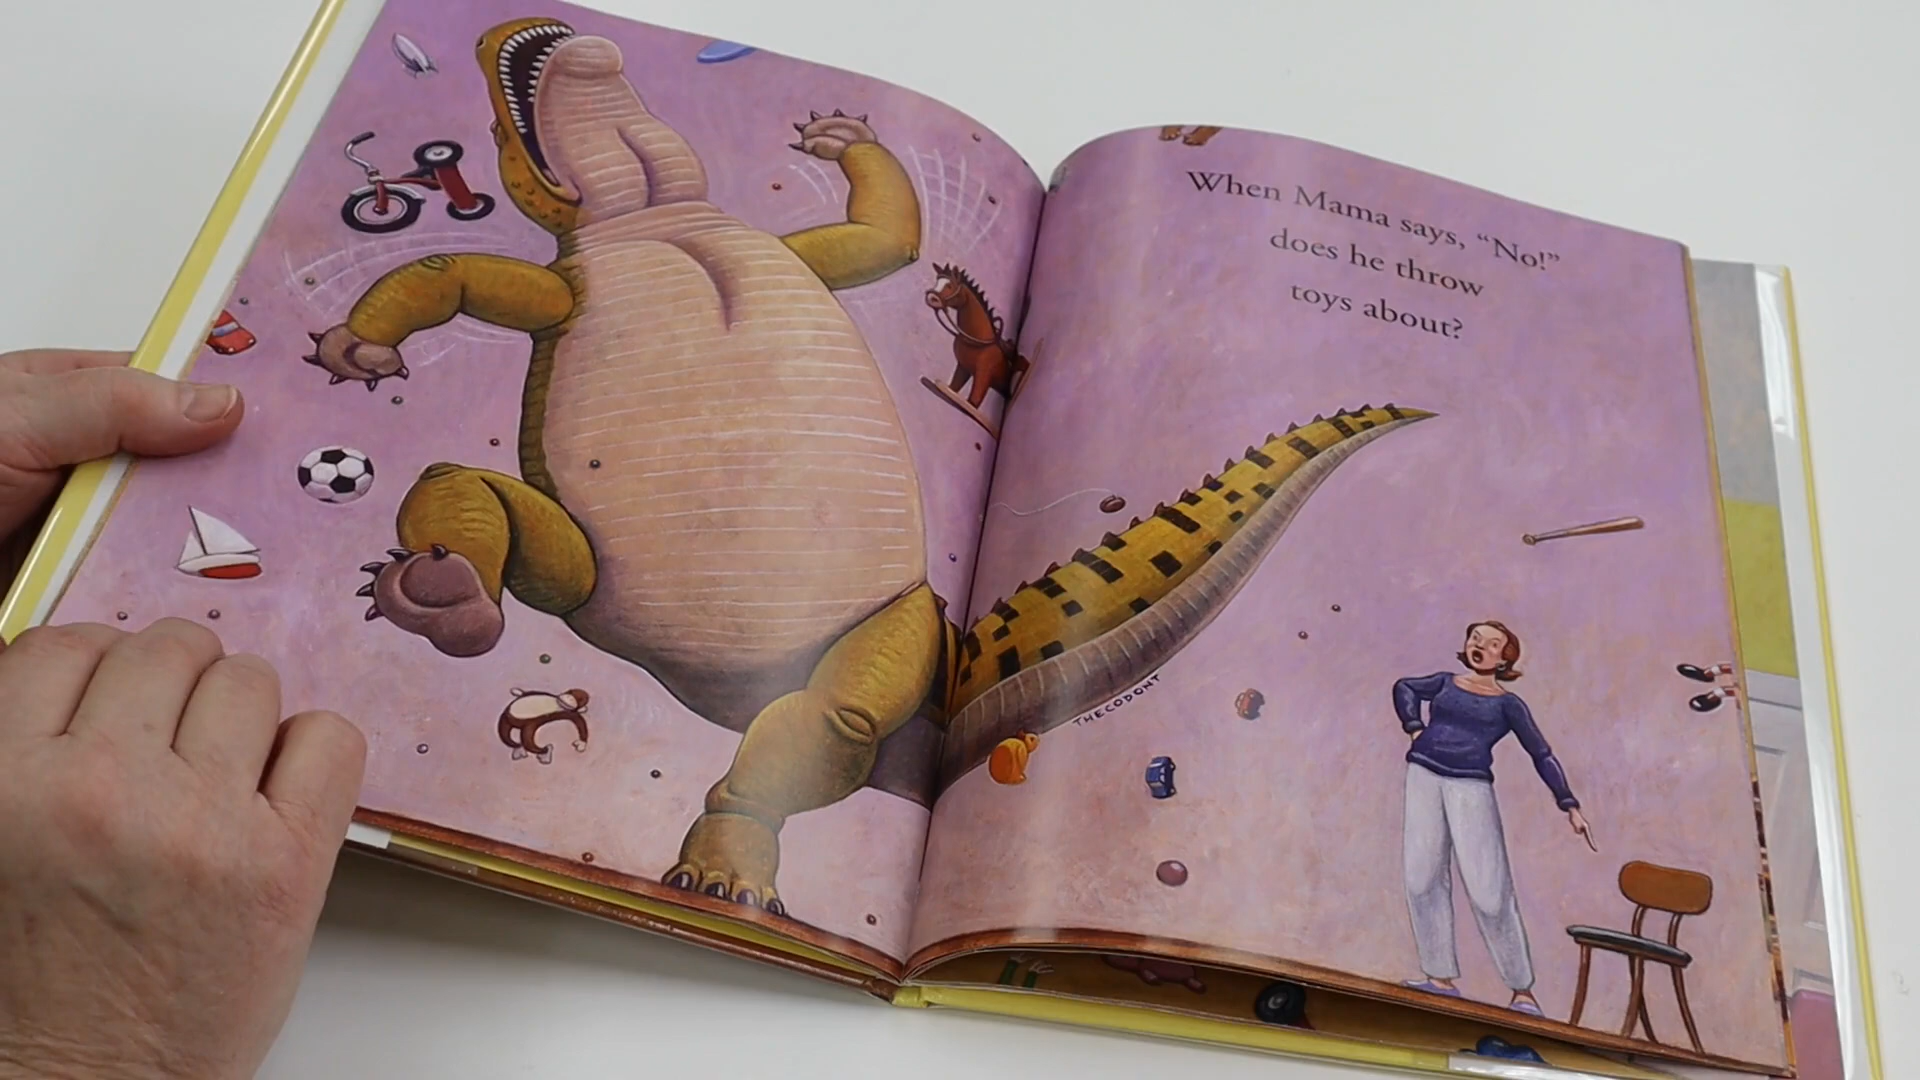 When Mama says, “No!”
does he throw
toys about?
THECODONT